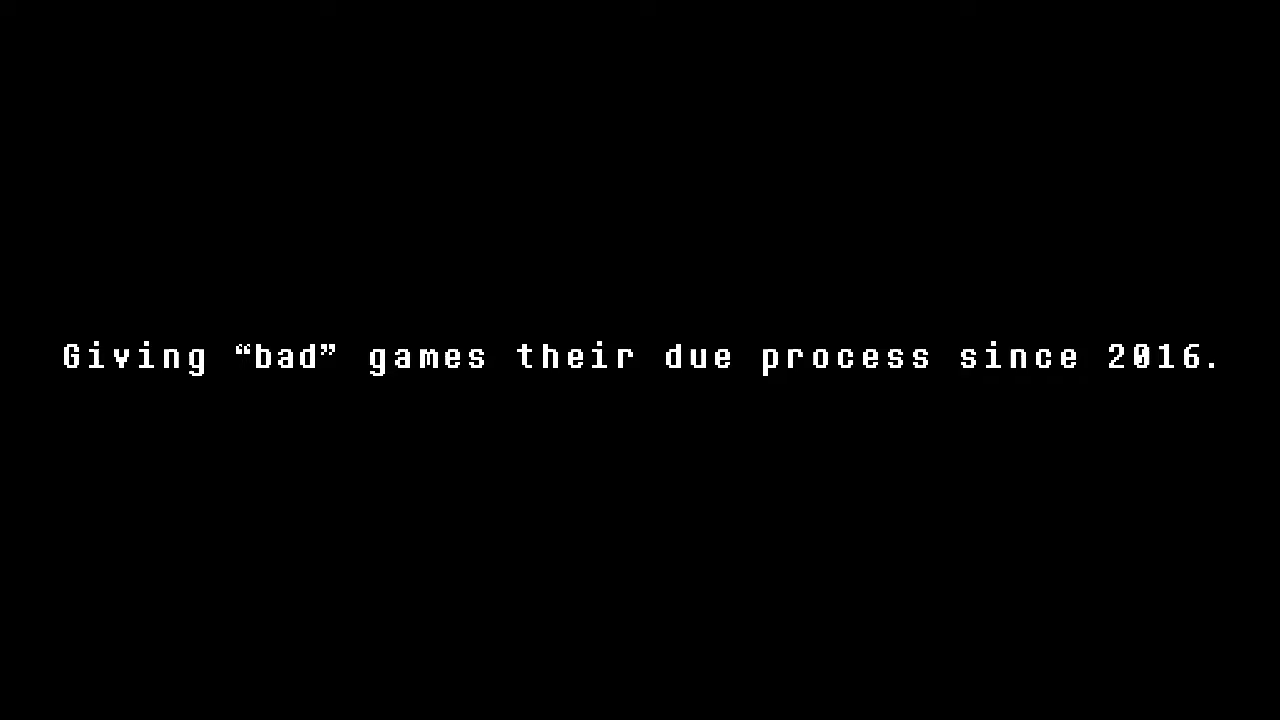 Giving “bad” games their due process since 2016.